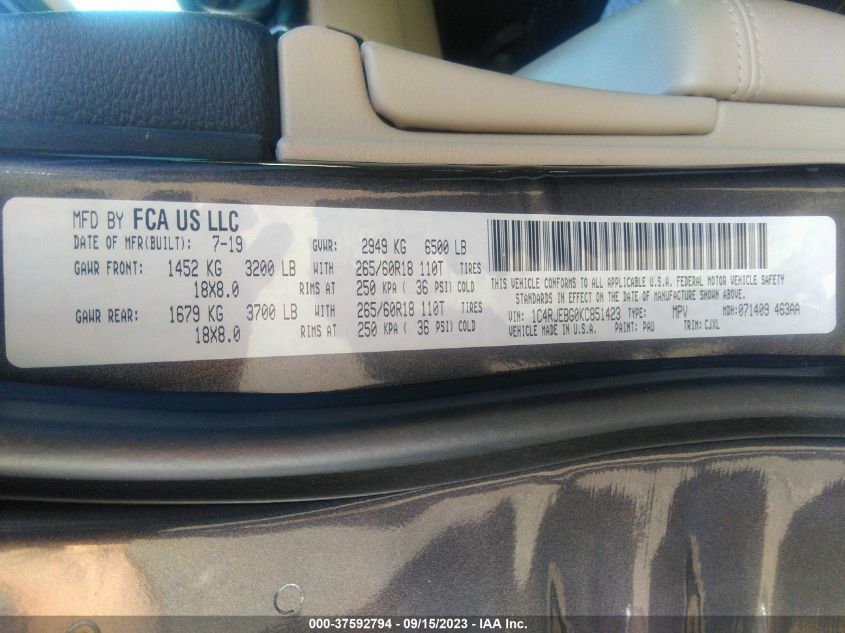 MFD BY FCA US LLC
DATE OF MFR(BUILT): 7-19 GVWR: 2949 KG 6500 LB
GAWR FRONT: 1452 KG 3200 LB WITH 265/60R18 110T TIRES
18X8.0 RIMS AT 250 KPA ( 36 PSI) COLD
GAWR REAR: 1679 KG 3700 LB WITH 265/60R18 110T TIRES
18X8.0 RIMS AT 250 KPA ( 36 PSI) COLD
THIS VEHICLE CONFORMS TO ALL APPLICABLE U.S.A. FEDERAL MOTOR VEHICLE SAFETY
STANDARDS IN EFFECT ON THE DATE OF MANUFACTURE SHOWN ABOVE.
VIN: 1C4RJEBG0KC851423 TYPE: MPV MDH: 071409 463AA
VEHICLE MADE IN U.S.A. PAINT: PAU TRIM: CJXL
000-37592794 - 09/15/2023 - IAA Inc.